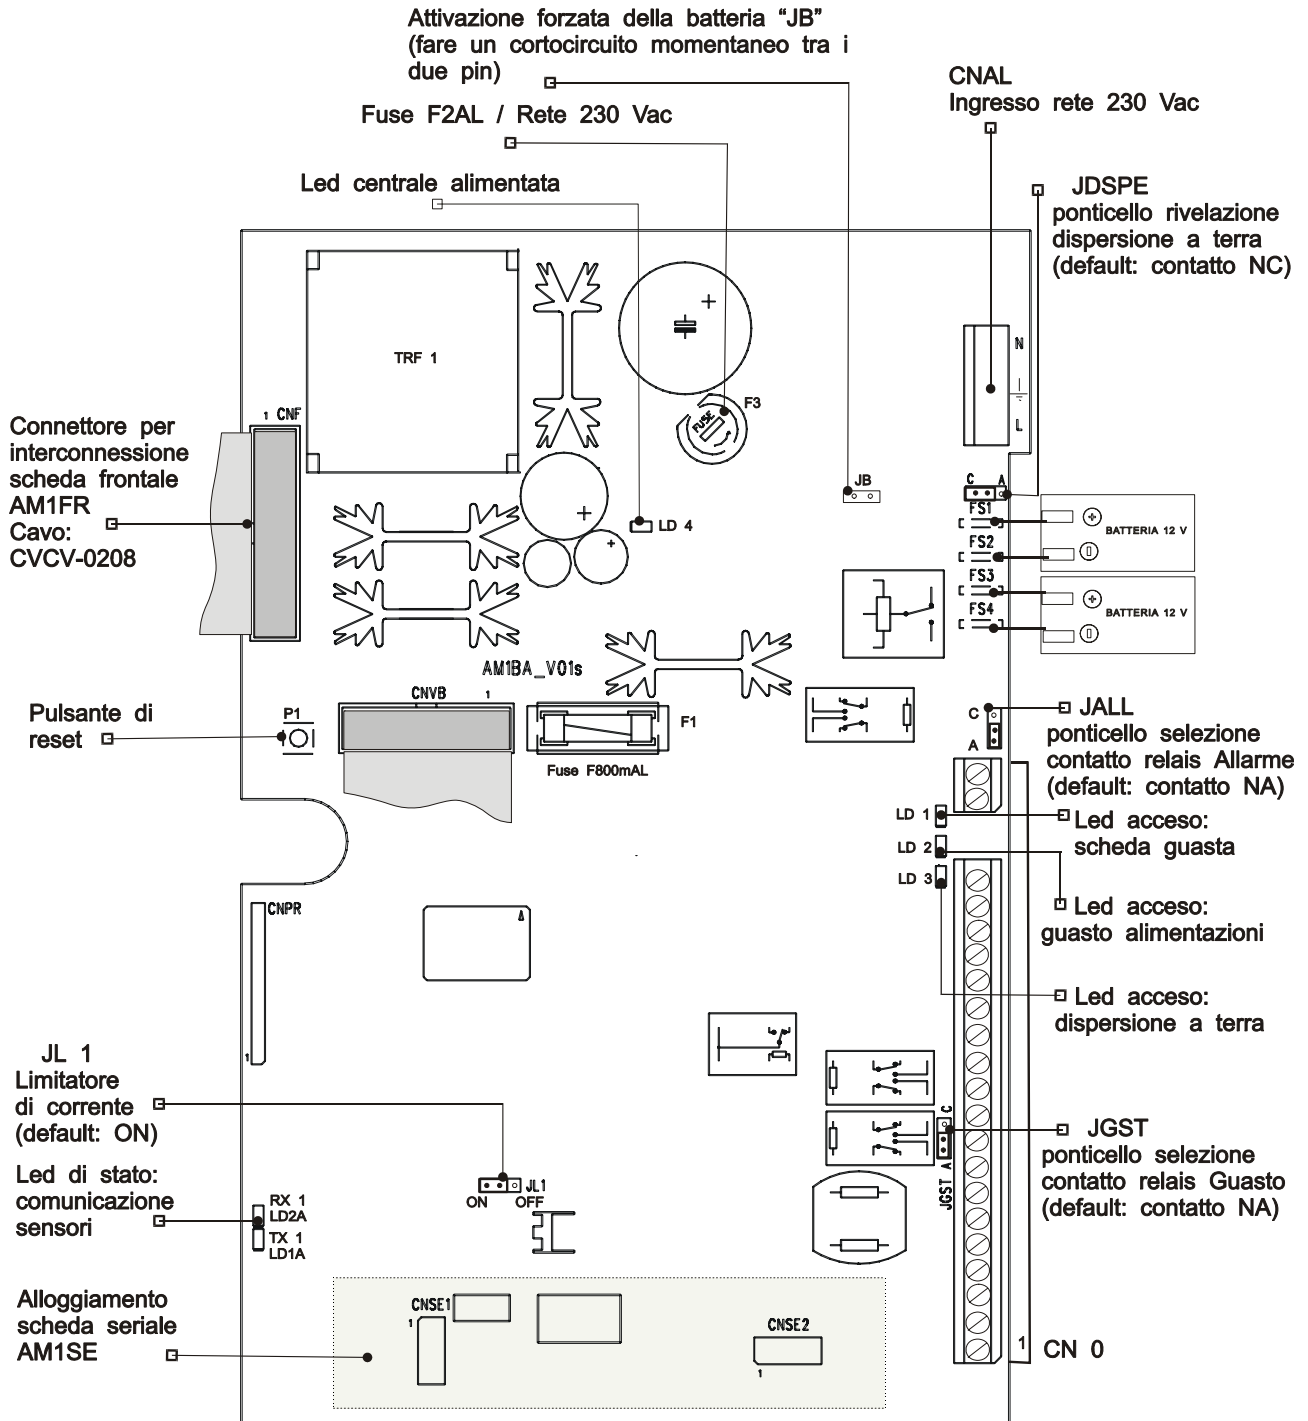 Attivazione forzata della batteria “JB”
(fare un cortocircuito momentaneo tra i
due pin)
CNAL
Ingresso rete 230 Vac
Fuse F2AL / Rete 230 Vac
Led centrale alimentata
JDSPE
ponticello rivelazione
dispersione a terra
(default: contatto NC)
TRF 1
N
L
F3
FUSE
1 CNF
Connettore per
interconnessione
scheda frontale
AM1FR
Cavo:
CVCV-0208
JB
C A
LD 4
FS1
FS2
FS3
FS4
BATTERIA 12 V
BATTERIA 12 V
AM1BA_V01s
CNVB 1
F1
Fuse F800mAL
P1
Pulsante di
reset
C
A
JALL
ponticello selezione
contatto relais Allarme
(default: contatto NA)
LD 1
LD 2
LD 3
Led acceso:
scheda guasta
Led acceso:
guasto alimentazioni
Led acceso:
dispersione a terra
CNPR
1
JL 1
Limitatore
di corrente
(default: ON)
JL1
ON OFF
Led di stato:
comunicazione
sensori
RX 1
LD2A
TX 1
LD1A
C
JGST A
JGST
ponticello selezione
contatto relais Guasto
(default: contatto NA)
Alloggiamento
scheda seriale
AM1SE
CNSE1
1
CNSE2
1
1
CN 0